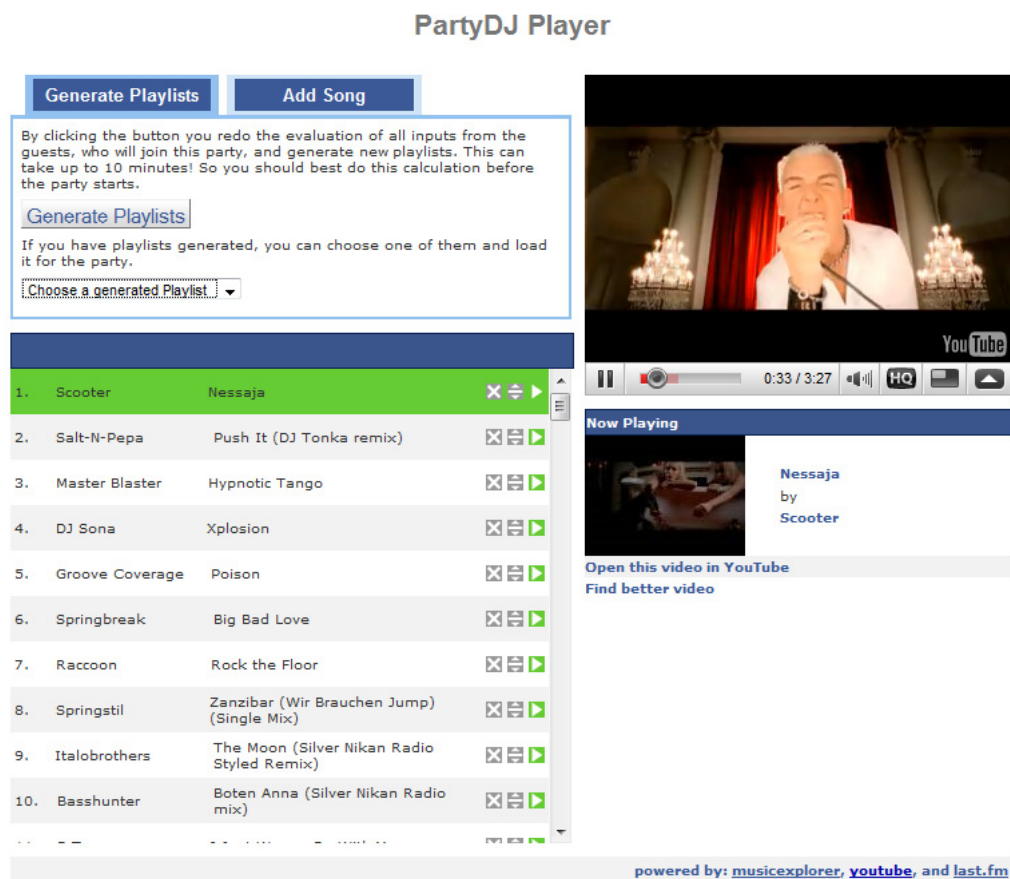 PartyDJ Player
Generate Playlists
Add Song
By clicking the button you redo the evaluation of all inputs from the
guests, who will join this party, and generate new playlists. This can
take up to 10 minutes! So you should best do this calculation before
the party starts.
Generate Playlists
If you have playlists generated, you can choose one of them and load
it for the party.
Choose a generated Playlist
1. Scooter Nessaja
2. Salt-N-Pepa Push It (DJ Tonka remix)
3. Master Blaster Hypnotic Tango
4. DJ Sona Xplosion
5. Groove Coverage Poison
6. Springbreak Big Bad Love
7. Raccoon Rock the Floor
8. Springstil Zanzibar (Wir Brauchen Jump)
(Single Mix)
9. Italobrothers The Moon (Silver Nikan Radio
Styled Remix)
10. Basshunter Boten Anna (Silver Nikan Radio
mix)
YouTube
0:33 / 3:27 HQ
Now Playing
Nessaja
by
Scooter
Open this video in YouTube
Find better video
powered by: musicexplorer, youtube, and last.fm